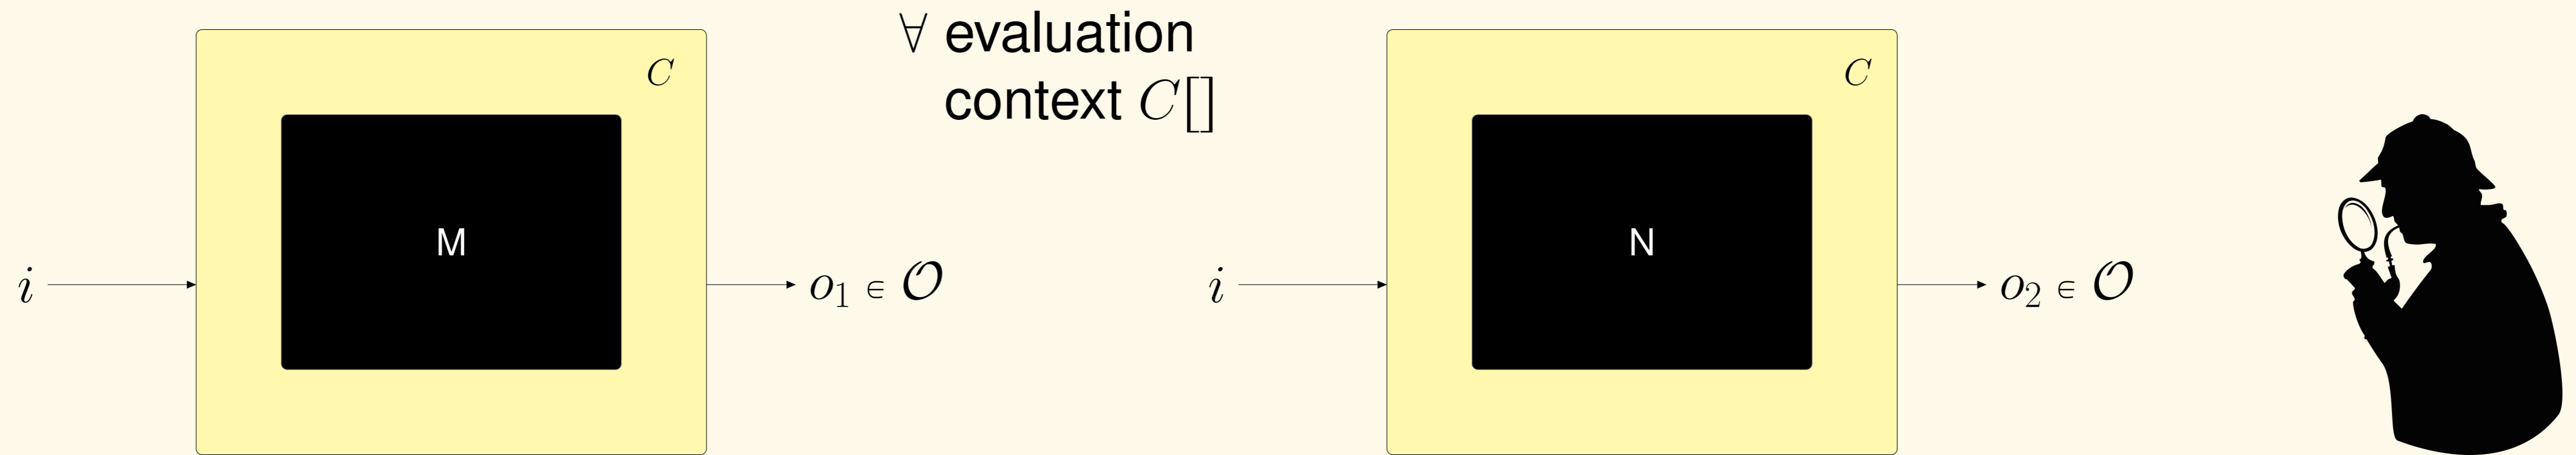 ∀ evaluation
context C[]
C
M
i
o₁ ∈ 𝒪
C
N
i
o₂ ∈ 𝒪